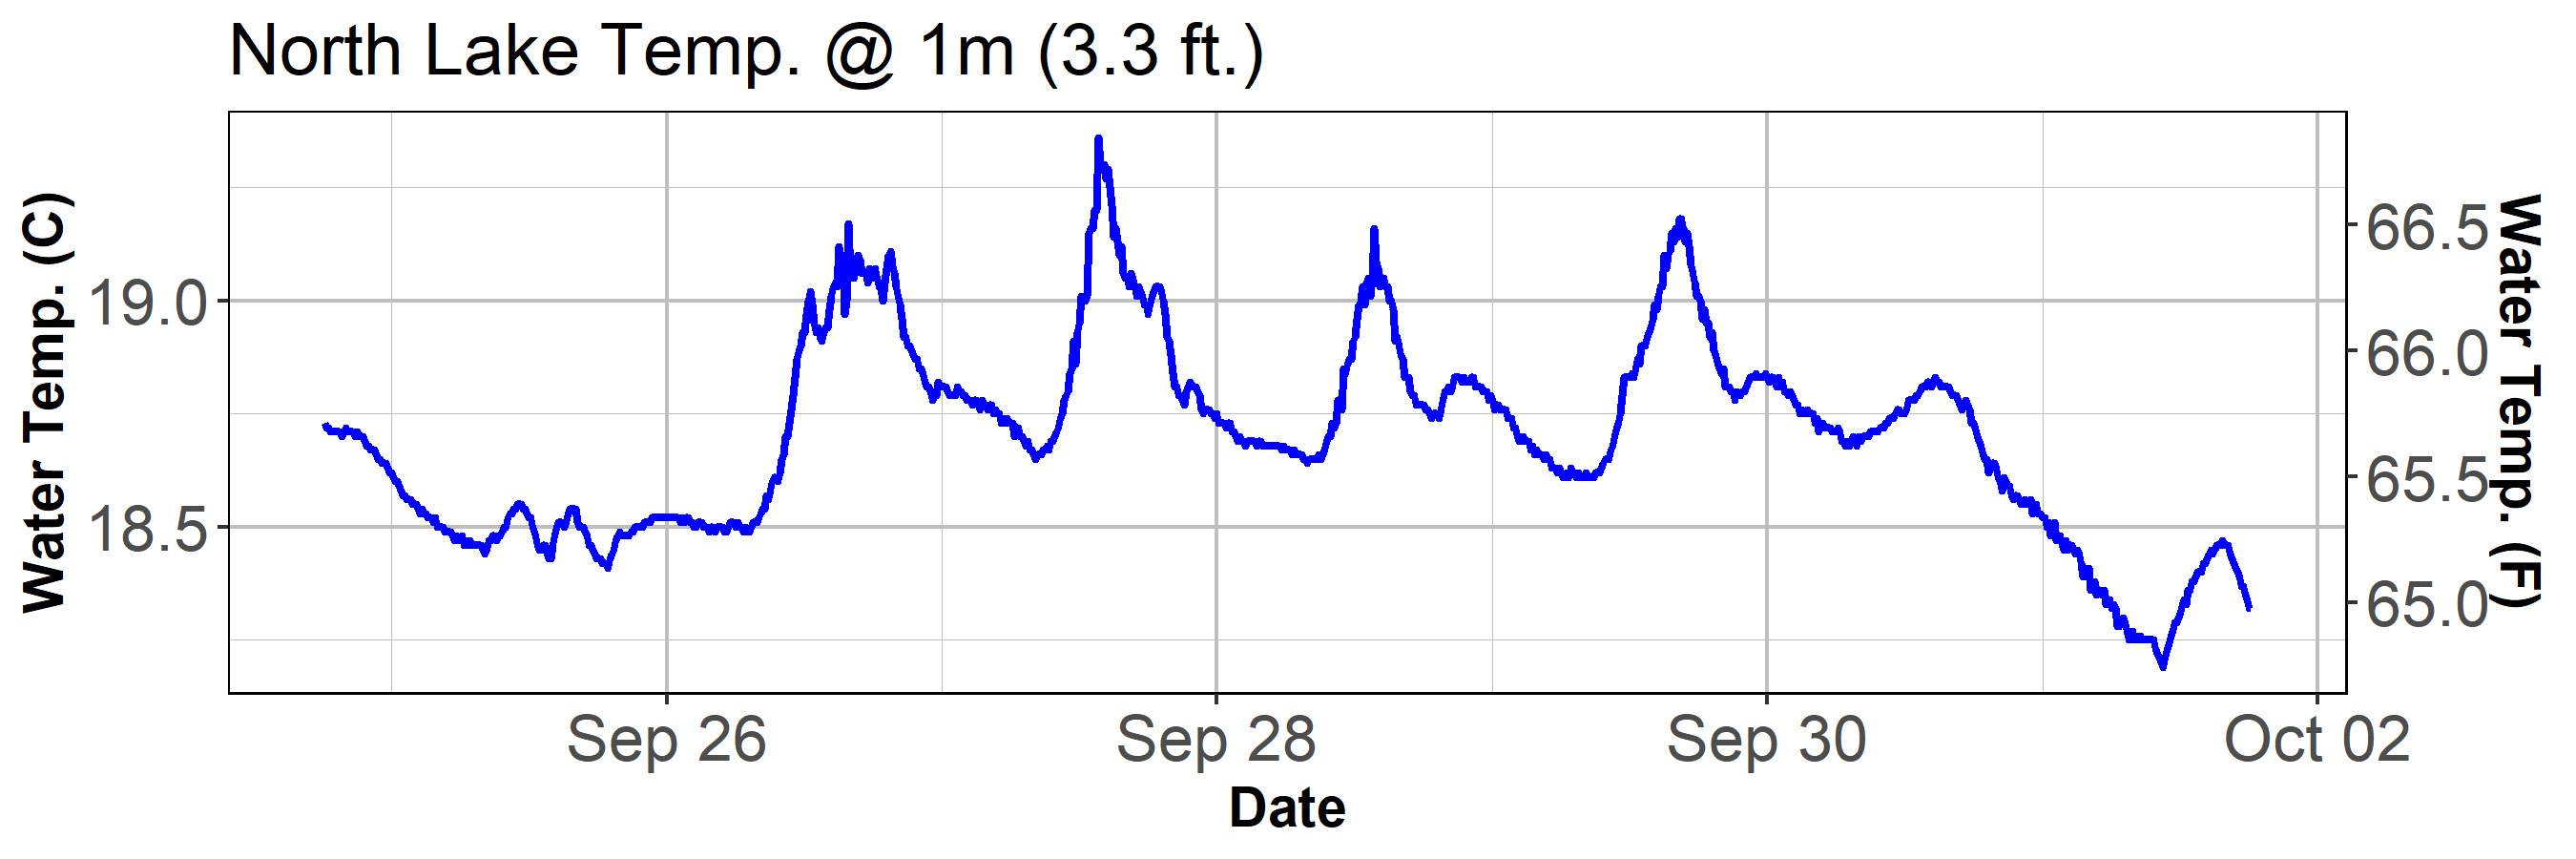 North Lake Temp. @ 1m (3.3 ft.)
Water Temp. (C)
19.0
18.5
66.5
66.0
65.5
65.0
Water Temp. (F)
Sep 26 Sep 28 Sep 30 Oct 02
Date